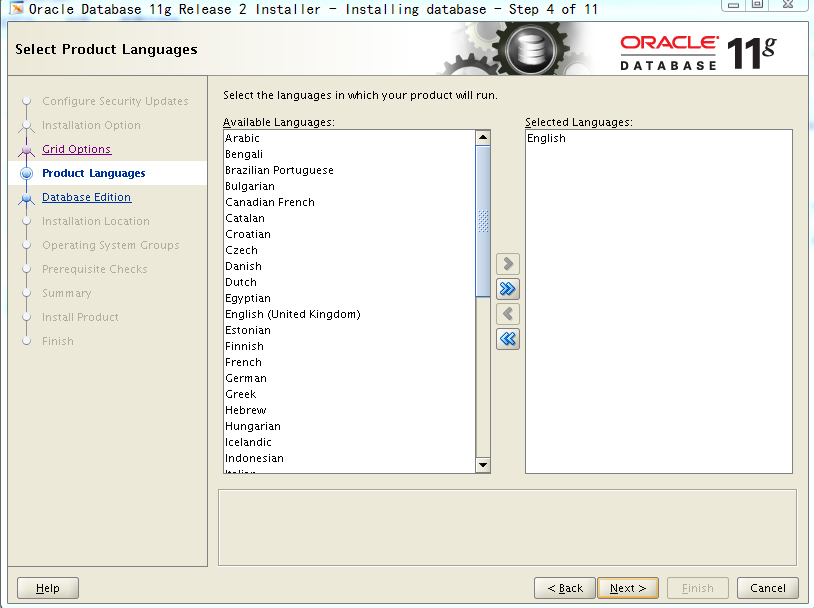 Oracle Database 11g Release 2 Installer - Installing database - Step 4 of 11
Select Product Languages
ORACLE
DATABASE
11g
Configure Security Updates
Installation Option
Grid Options
Product Languages
Database Edition
Installation Location
Operating System Groups
Prerequisite Checks
Summary
Install Product
Finish
Select the languages in which your product will run.
Available Languages:
Arabic
Bengali
Brazilian Portuguese
Bulgarian
Canadian French
Catalan
Croatian
Czech
Danish
Dutch
Egyptian
English (United Kingdom)
Estonian
Finnish
French
German
Greek
Hebrew
Hungarian
Icelandic
Indonesian
Selected Languages:
English
Help
< Back
Next >
Finish
Cancel